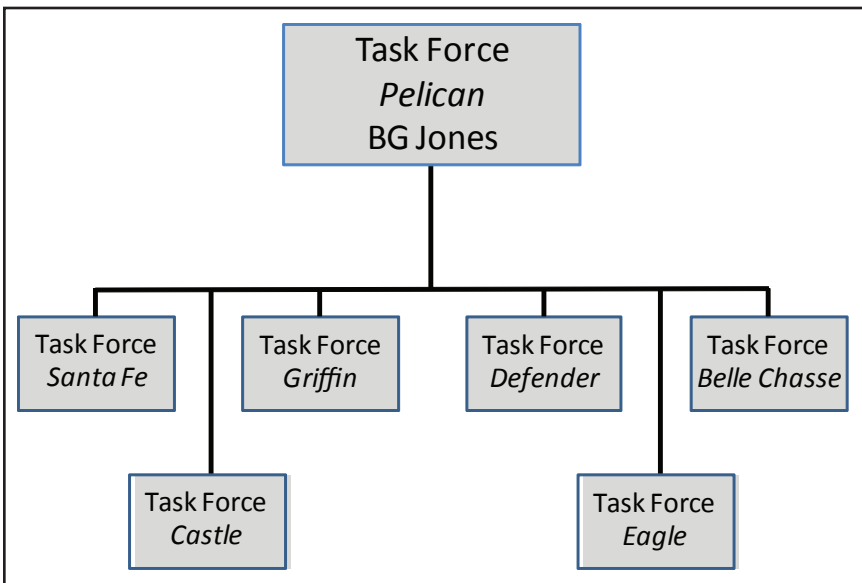 Task Force
Pelican
BG Jones
Task Force
Santa Fe
Task Force
Griffin
Task Force
Defender
Task Force
Belle Chasse
Task Force
Castle
Task Force
Eagle